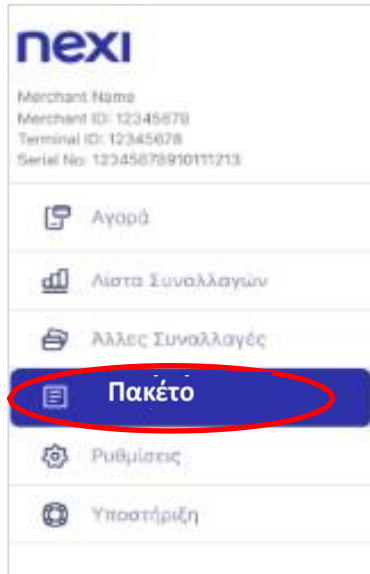 nexi
Merchant Name
Merchant ID: 12345678
Terminal ID: 12345678
Serial No: 12345678910111213
Αγορά
Λίστα Συναλλαγών
Άλλες Συναλλαγές
Πακέτο
Ρυθμίσεις
Υποστήριξη